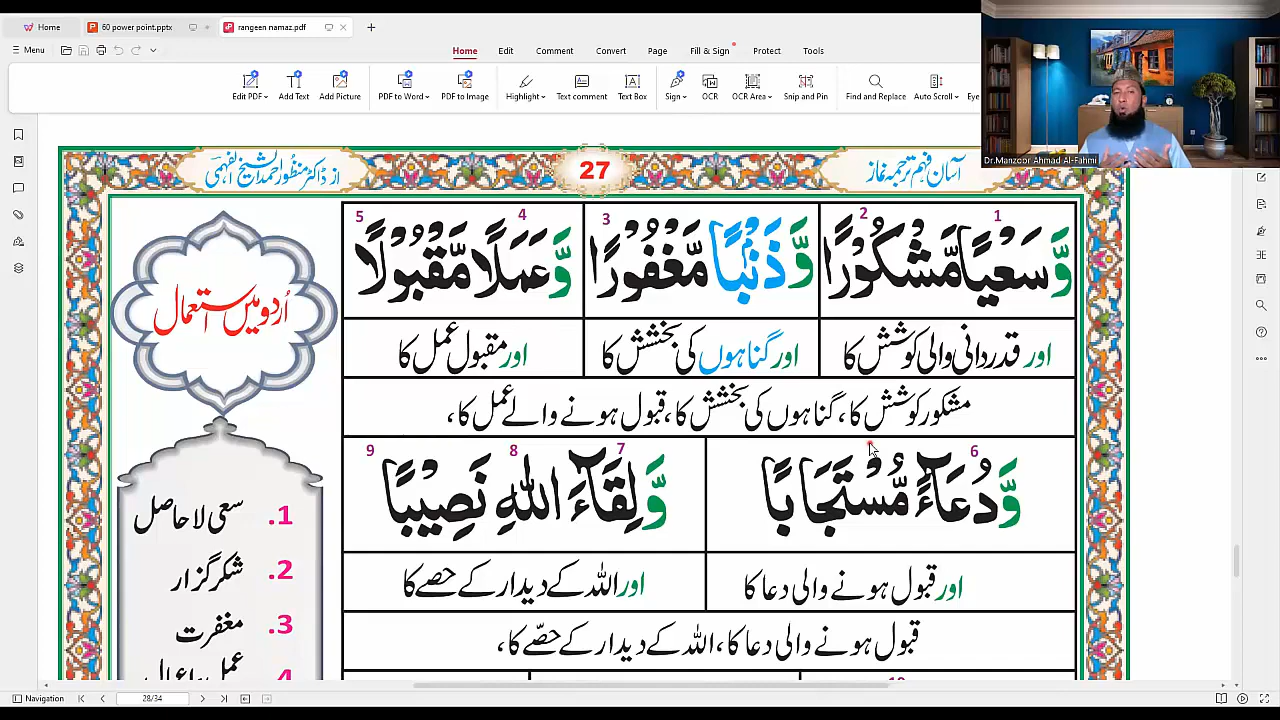 Home
60 power point.pptx
rangeen namaz.pdf
Menu
Home Edit Comment Convert Page Fill & Sign Protect Tools
Edit PDF Add Text Add Picture PDF to Word PDF to Image Highlight Text comment Text Box Sign OCR OCR Area Snip and Pin Find and Replace Auto Scroll Eye
Dr.Manzoor Ahmad Al-Fahmi
آسان فہم ترجمہ نماز
27
از ڈاکٹر منظور احمد الشیخ الفہمی
1 2 3 4 5
وَّسَعْيًا مَّشْكُوْرًا وَّذَنْبًا مَّغْفُوْرًا وَّعَمَلًا مَّقْبُوْلًا
اور قدردانی والی کوشش کا اور گناہوں کی بخشش کا اور مقبول عمل کا
مشکور کوشش کا، گناہوں کی بخشش کا، قبول ہونے والے عمل کا،
6 7 8 9
وَّدُعَآءً مُّسْتَجَابًا وَّلِقَآءَ اللهِ نَصِيْبًا
اور قبول ہونے والی دعا کا اور اللہ کے دیدار کے حصے کا
قبول ہونے والی دعا کا، اللہ کے دیدار کے حصّے کا،
اُردو میں استعمال
1. سعی لا حاصل
2. شکر گزار
3. مغفرت
Navigation
28/34